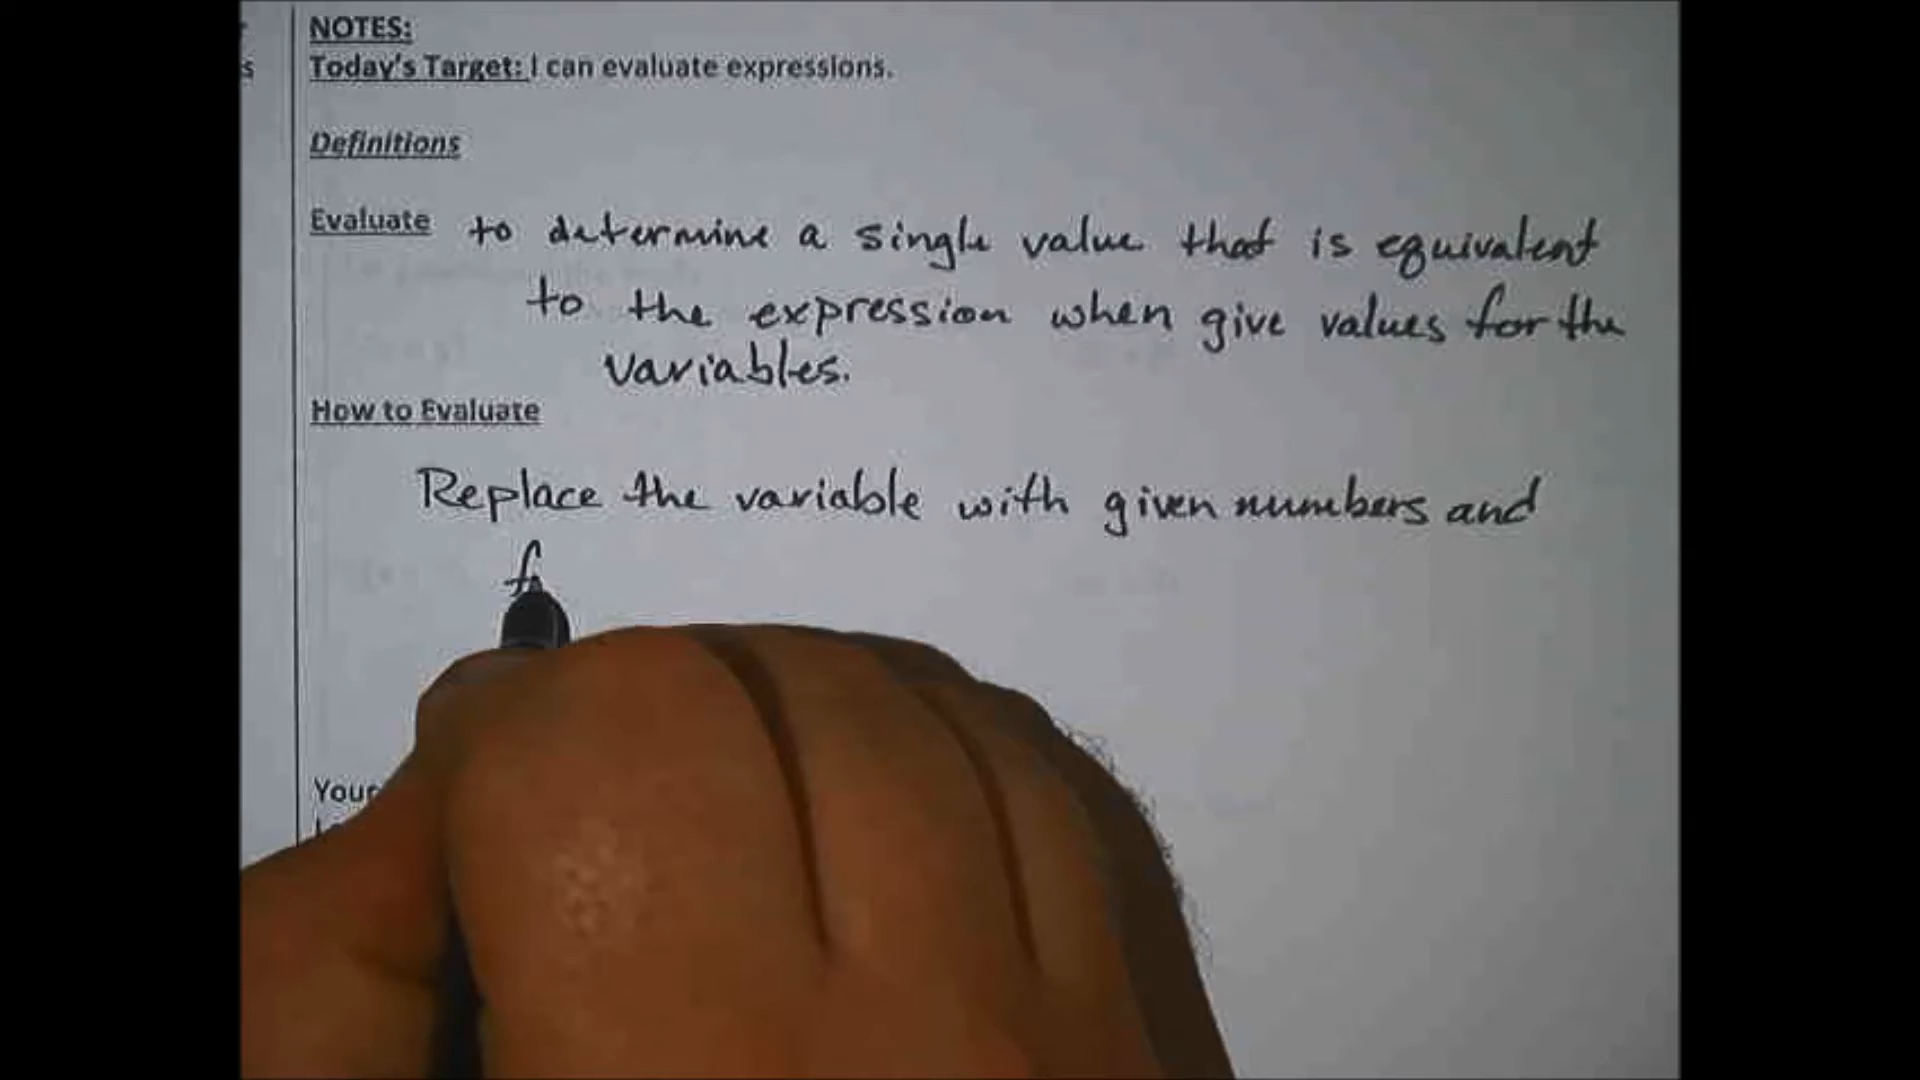 NOTES:
Today's Target: I can evaluate expressions.
Definitions
Evaluate to determine a single value that is equivalent
to the expression when give values for the
variables.
How to Evaluate
Replace the variable with given numbers and
f
Your